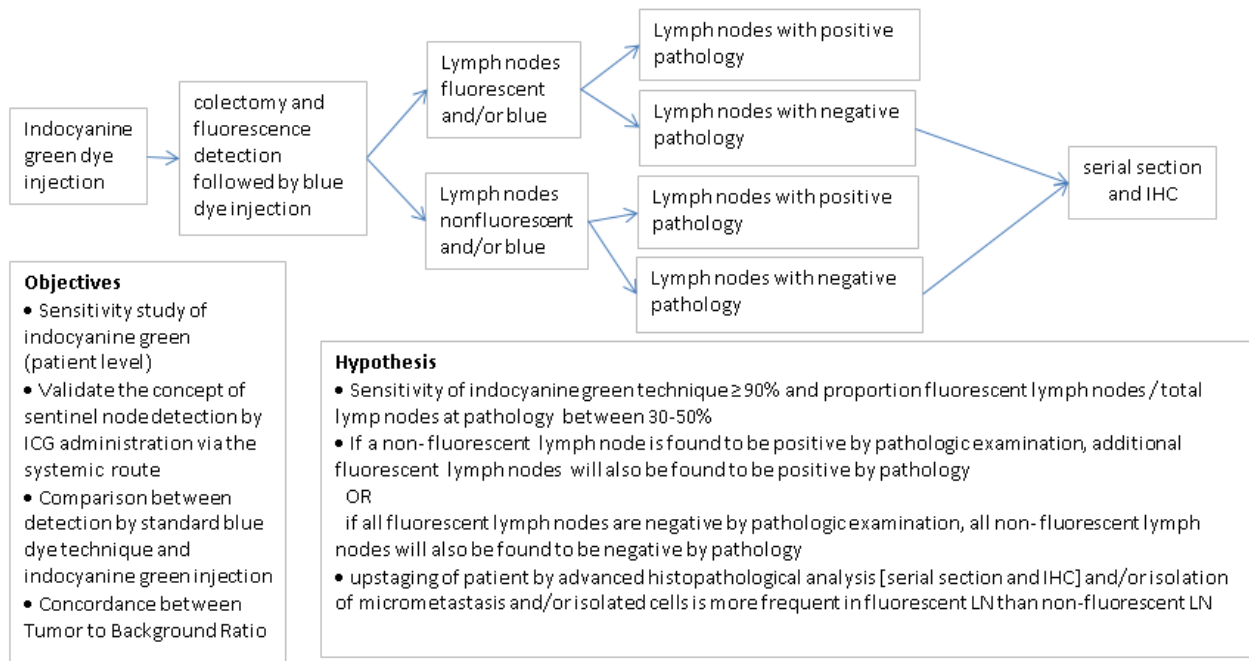 Indocyanine
green dye
injection
colectomy and
fluorescence
detection
followed by blue
dye injection
Lymph nodes
fluorescent
and/or blue
Lymph nodes
nonfluorescent
and/or blue
Lymph nodes with positive
pathology
Lymph nodes with negative
pathology
Lymph nodes with positive
pathology
Lymph nodes with negative
pathology
serial section
and IHC
Objectives
• Sensitivity study of
indocyanine green
(patient level)
• Validate the concept of
sentinel node detection by
ICG administration via the
systemic route
• Comparison between
detection by standard blue
dye technique and
indocyanine green injection
• Concordance between
Tumor to Background Ratio
Hypothesis
• Sensitivity of indocyanine green technique ≥ 90% and proportion fluorescent lymph nodes / total
lymp nodes at pathology between 30-50%
• If a non-fluorescent lymph node is found to be positive by pathologic examination, additional
fluorescent lymph nodes will also be found to be positive by pathology
OR
if all fluorescent lymph nodes are negative by pathologic examination, all non-fluorescent lymph
nodes will also be found to be negative by pathology
• upstaging of patient by advanced histopathological analysis [serial section and IHC] and/or isolation
of micrometastasis and/or isolated cells is more frequent in fluorescent LN than non-fluorescent LN